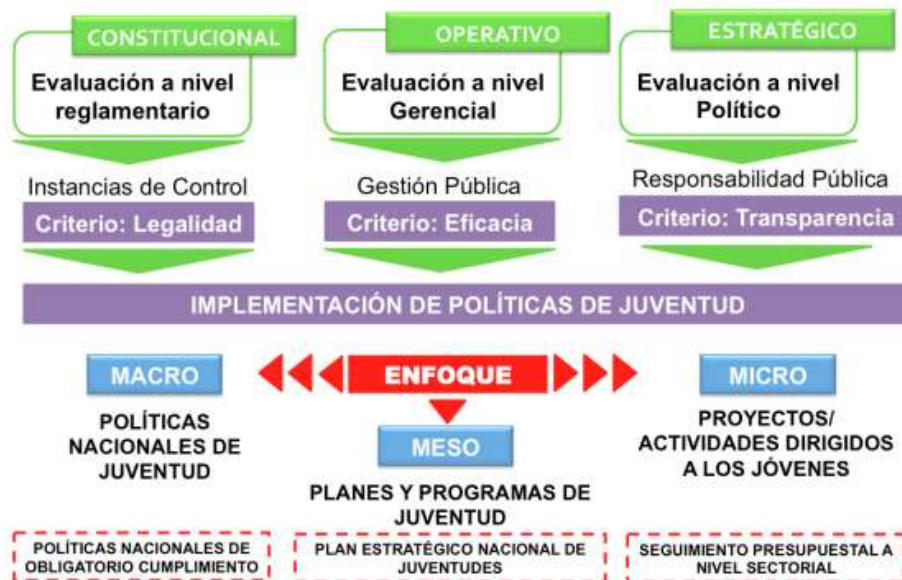 CONSTITUCIONAL
Evaluación a nivel
reglamentario
Instancias de Control
Criterio: Legalidad
OPERATIVO
Evaluación a nivel
Gerencial
Gestión Pública
Criterio: Eficacia
ESTRATÉGICO
Evaluación a nivel
Político
Responsabilidad Pública
Criterio: Transparencia
IMPLEMENTACIÓN DE POLÍTICAS DE JUVENTUD
ENFOQUE
MACRO
POLÍTICAS
NACIONALES DE
JUVENTUD
POLÍTICAS NACIONALES DE
OBLIGATORIO CUMPLIMIENTO
MESO
PLANES Y PROGRAMAS DE
JUVENTUD
PLAN ESTRATÉGICO NACIONAL DE
JUVENTUDES
MICRO
PROYECTOS/
ACTIVIDADES DIRIGIDOS
A LOS JÓVENES
SEGUIMIENTO PRESUPUESTAL A
NIVEL SECTORIAL